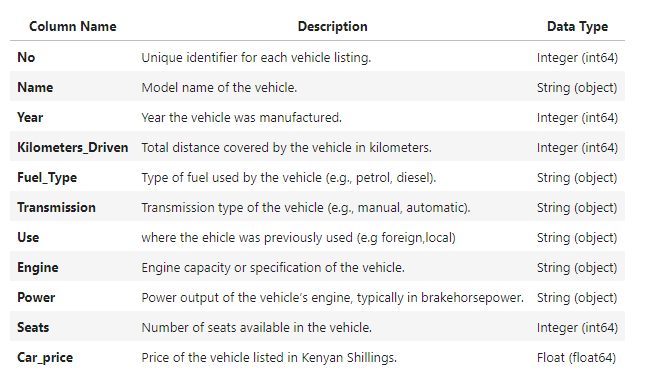 Column Name Description Data Type
No Unique identifier for each vehicle listing. Integer (int64)
Name Model name of the vehicle. String (object)
Year Year the vehicle was manufactured. Integer (int64)
Kilometers_Driven Total distance covered by the vehicle in kilometers. Integer (int64)
Fuel_Type Type of fuel used by the vehicle (e.g., petrol, diesel). String (object)
Transmission Transmission type of the vehicle (e.g., manual, automatic). String (object)
Use where the ehicle was previously used (e.g foreign,local) String (object)
Engine Engine capacity or specification of the vehicle. String (object)
Power Power output of the vehicle’s engine, typically in brakehorsepower. String (object)
Seats Number of seats available in the vehicle. Integer (int64)
Car_price Price of the vehicle listed in Kenyan Shillings. Float (float64)